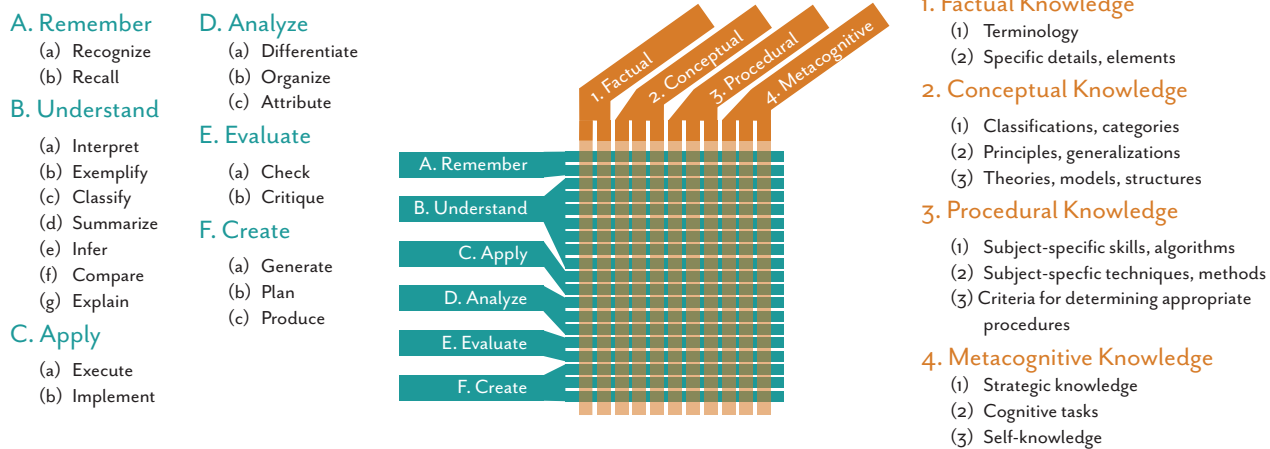 A. Remember
(a) Recognize
(b) Recall
B. Understand
(a) Interpret
(b) Exemplify
(c) Classify
(d) Summarize
(e) Infer
(f) Compare
(g) Explain
C. Apply
(a) Execute
(b) Implement
D. Analyze
(a) Differentiate
(b) Organize
(c) Attribute
E. Evaluate
(a) Check
(b) Critique
F. Create
(a) Generate
(b) Plan
(c) Produce
1. Factual
2. Conceptual
3. Procedural
4. Metacognitive
A. Remember
B. Understand
C. Apply
D. Analyze
E. Evaluate
F. Create
1. Factual Knowledge
(1) Terminology
(2) Specific details, elements
2. Conceptual Knowledge
(1) Classifications, categories
(2) Principles, generalizations
(3) Theories, models, structures
3. Procedural Knowledge
(1) Subject-specific skills, algorithms
(2) Subject-specfic techniques, methods
(3) Criteria for determining appropriate
procedures
4. Metacognitive Knowledge
(1) Strategic knowledge
(2) Cognitive tasks
(3) Self-knowledge